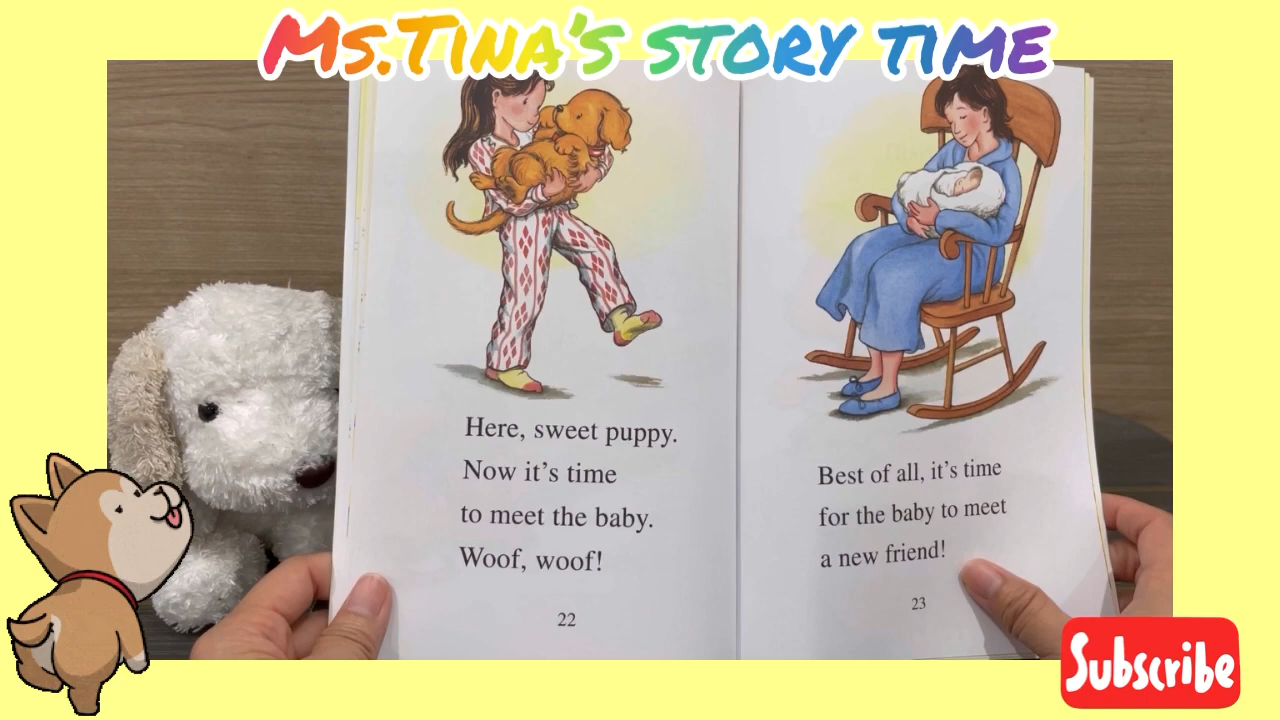 Ms.Tina's story time
Here, sweet puppy.
Now it's time
to meet the baby.
Woof, woof!
22
Best of all, it's time
for the baby to meet
a new friend!
23
Subscribe